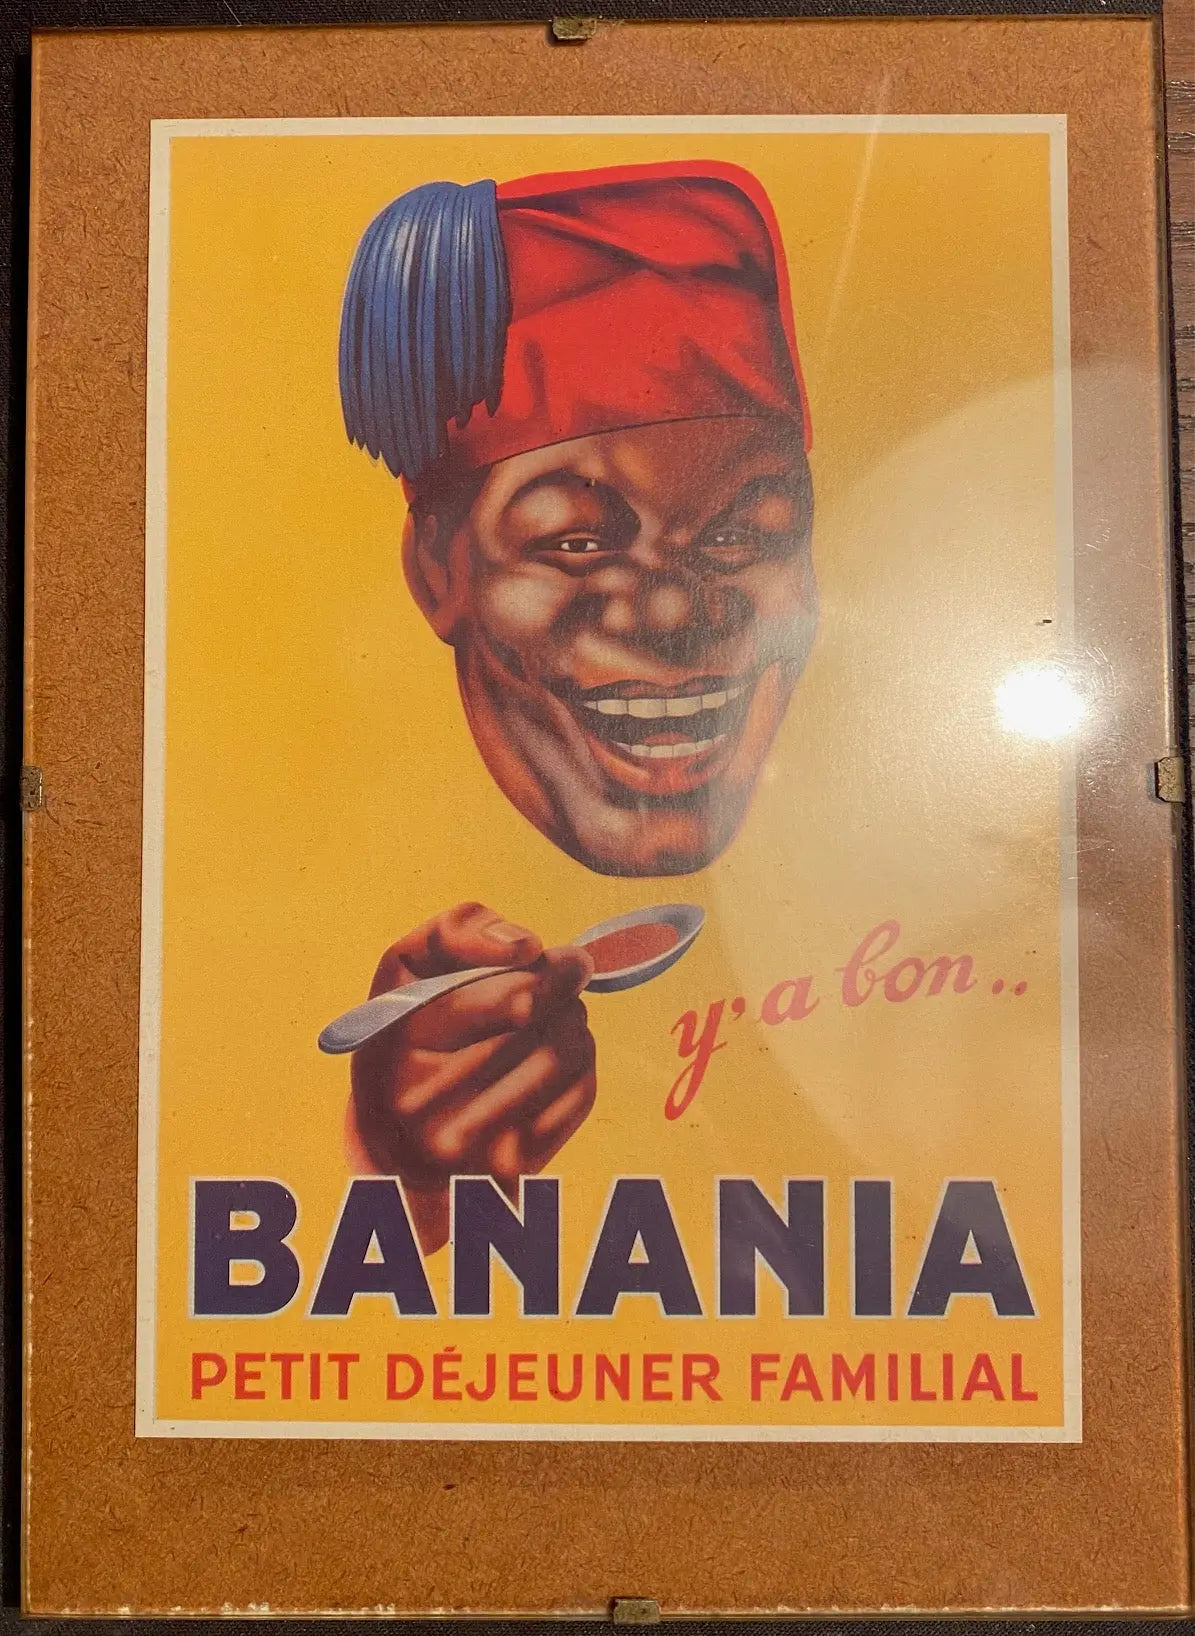 y'a bon..
BANANIA
PETIT DÉJEUNER FAMILIAL